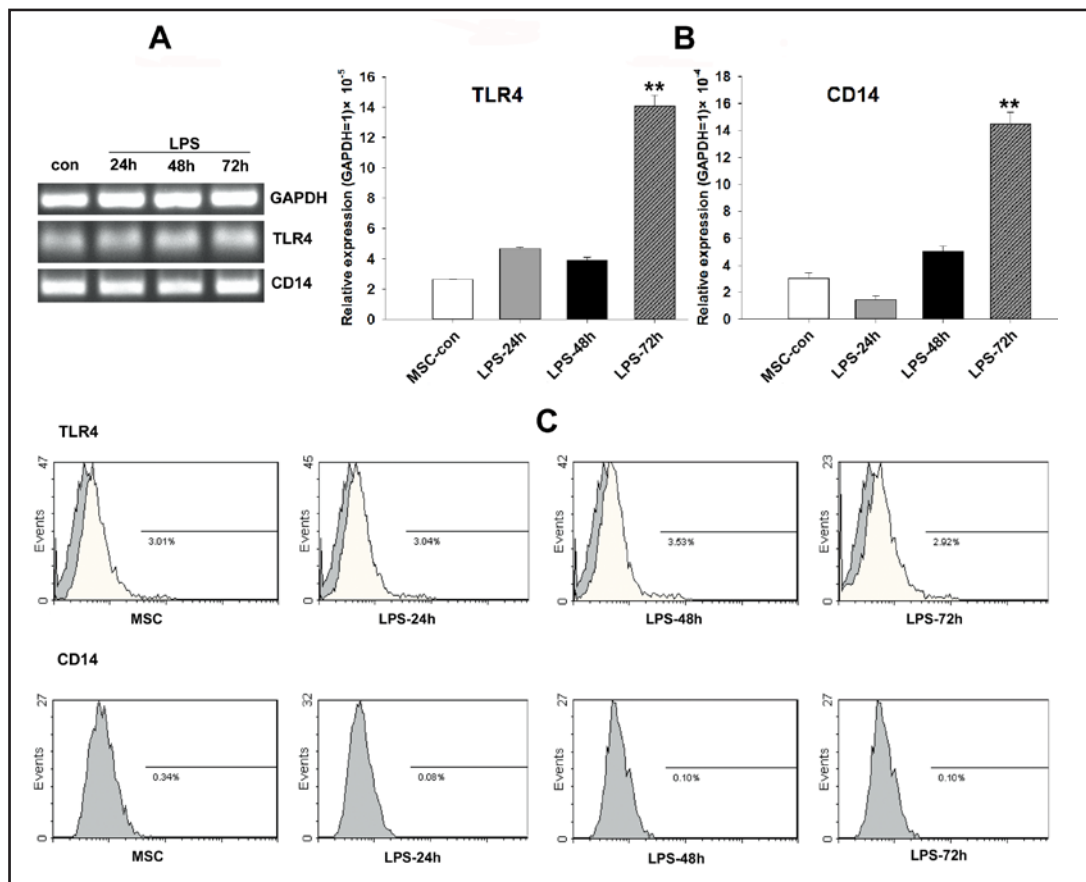 A
LPS
con 24h 48h 72h
GAPDH
TLR4
CD14
B
Relative expression (GAPDH=1)× 10-5
16
14
12
10
8
6
4
2
0
TLR4
**
MSC-con LPS-24h LPS-48h LPS-72h
Relative expression (GAPDH=1)× 10-4
16
14
12
10
8
6
4
2
0
CD14
**
MSC-con LPS-24h LPS-48h LPS-72h
C
TLR4
47
Events
0
3.01%
MSC
45
Events
0
3.04%
LPS-24h
42
Events
0
3.53%
LPS-48h
23
Events
0
2.92%
LPS-72h
CD14
27
Events
0
0.34%
MSC
32
Events
0
0.08%
LPS-24h
27
Events
0
0.10%
LPS-48h
27
Events
0
0.10%
LPS-72h